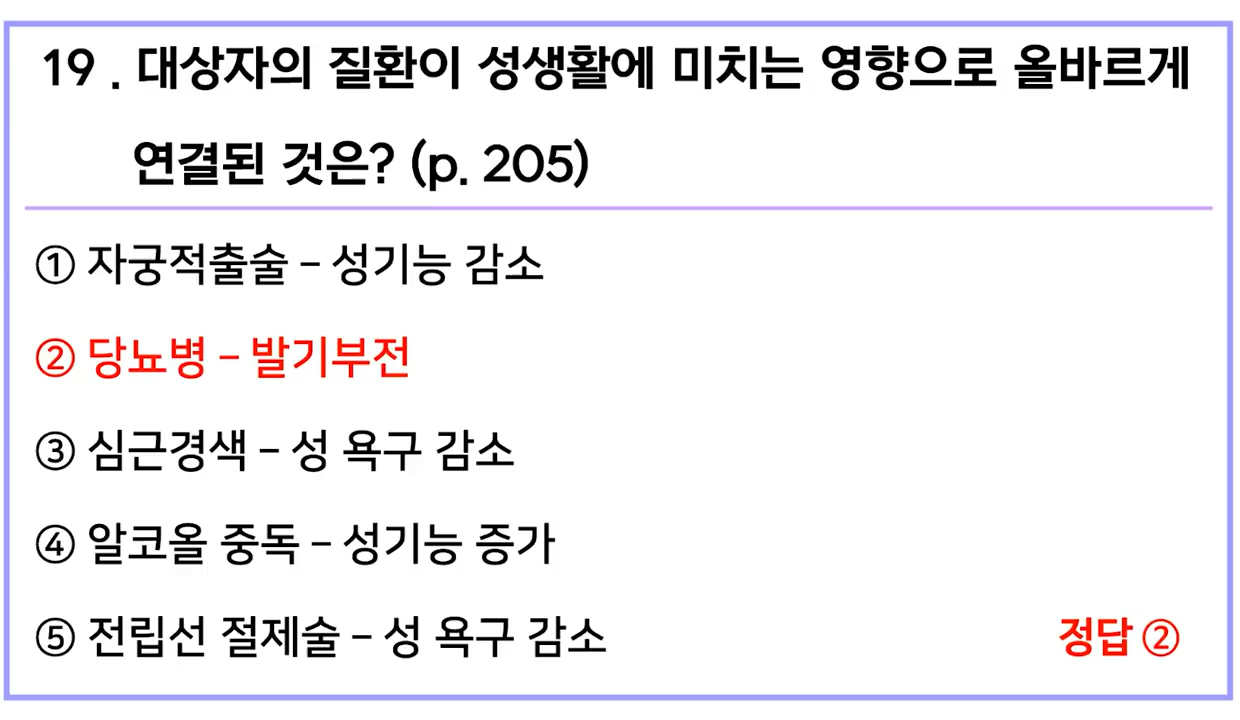 19 . 대상자의 질환이 성생활에 미치는 영향으로 올바르게
연결된 것은? (p. 205)
① 자궁적출술 – 성기능 감소
② 당뇨병 – 발기부전
③ 심근경색 – 성 욕구 감소
④ 알코올 중독 – 성기능 증가
⑤ 전립선 절제술 – 성 욕구 감소
정답 ②